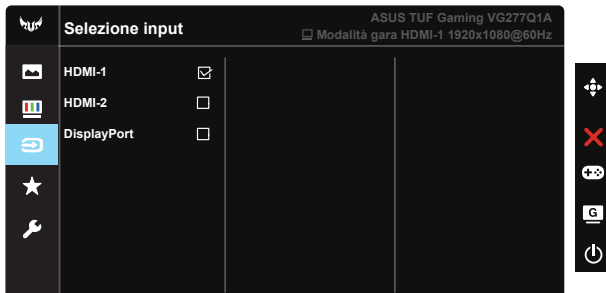 Selezione input
ASUS TUF Gaming VG277Q1A
Modalità gara HDMI-1 1920x1080@60Hz
HDMI-1
HDMI-2
DisplayPort
G